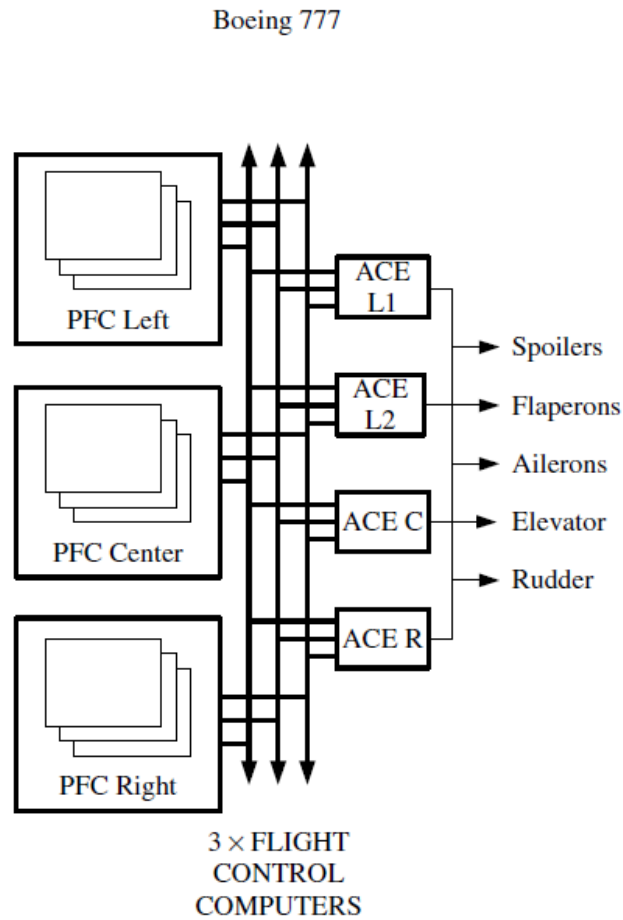 Boeing 777
PFC Left
ACE
L1
Spoilers
ACE
L2
Flaperons
Ailerons
PFC Center
ACE C
Elevator
Rudder
ACE R
PFC Right
3 × FLIGHT
CONTROL
COMPUTERS